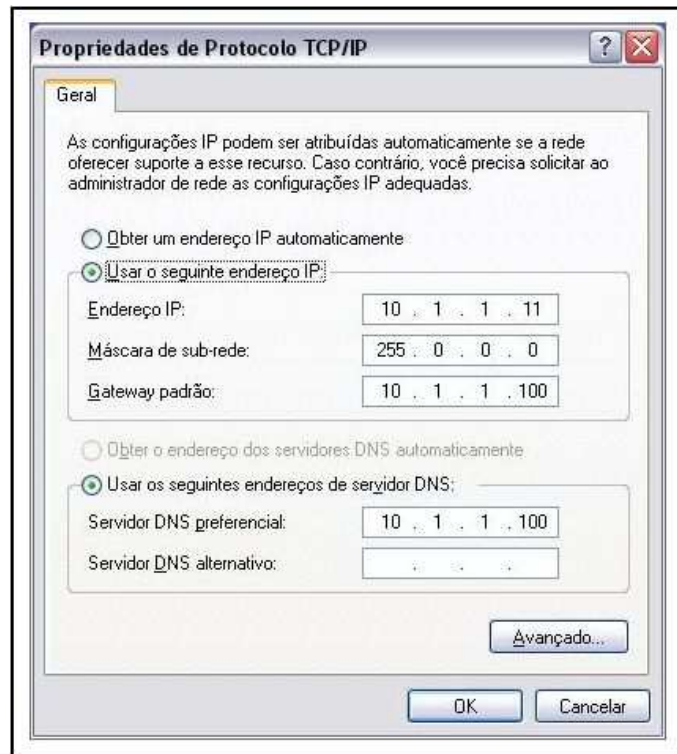 Propriedades de Protocolo TCP/IP
Geral
As configurações IP podem ser atribuídas automaticamente se a rede
oferecer suporte a esse recurso. Caso contrário, você precisa solicitar ao
administrador de rede as configurações IP adequadas.
Obter um endereço IP automaticamente
Usar o seguinte endereço IP:
Endereço IP: 10 . 1 . 1 . 11
Máscara de sub-rede: 255 . 0 . 0 . 0
Gateway padrão: 10 . 1 . 1 . 100
Obter o endereço dos servidores DNS automaticamente
Usar os seguintes endereços de servidor DNS:
Servidor DNS preferencial: 10 . 1 . 1 . 100
Servidor DNS alternativo: . . .
Avançado...
OK Cancelar